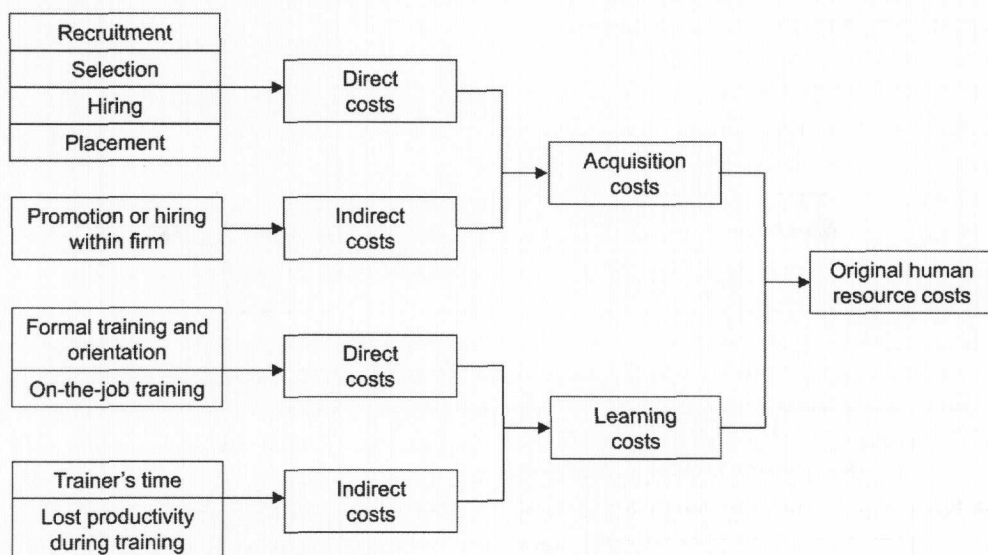 Recruitment
Selection
Hiring
Placement
Direct
costs
Promotion or hiring
within firm
Indirect
costs
Acquisition
costs
Original human
resource costs
Formal training and
orientation
On-the-job training
Direct
costs
Learning
costs
Trainer's time
Lost productivity
during training
Indirect
costs